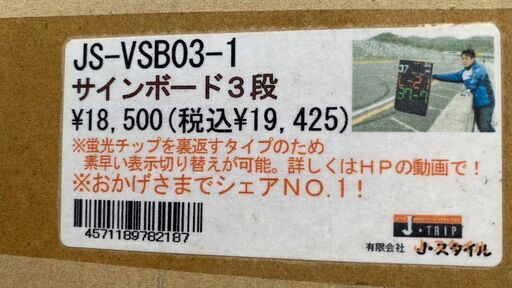 JS-VSB03-1
サインボード３段
¥18,500(税込¥19,425)
※蛍光チップを裏返すタイプのため
素早い表示切り替えが可能。詳しくはＨＰの動画で！
※おかげさまでシェアＮＯ.１！
4571189782187
J・TRIP
有限会社 J・スタイル